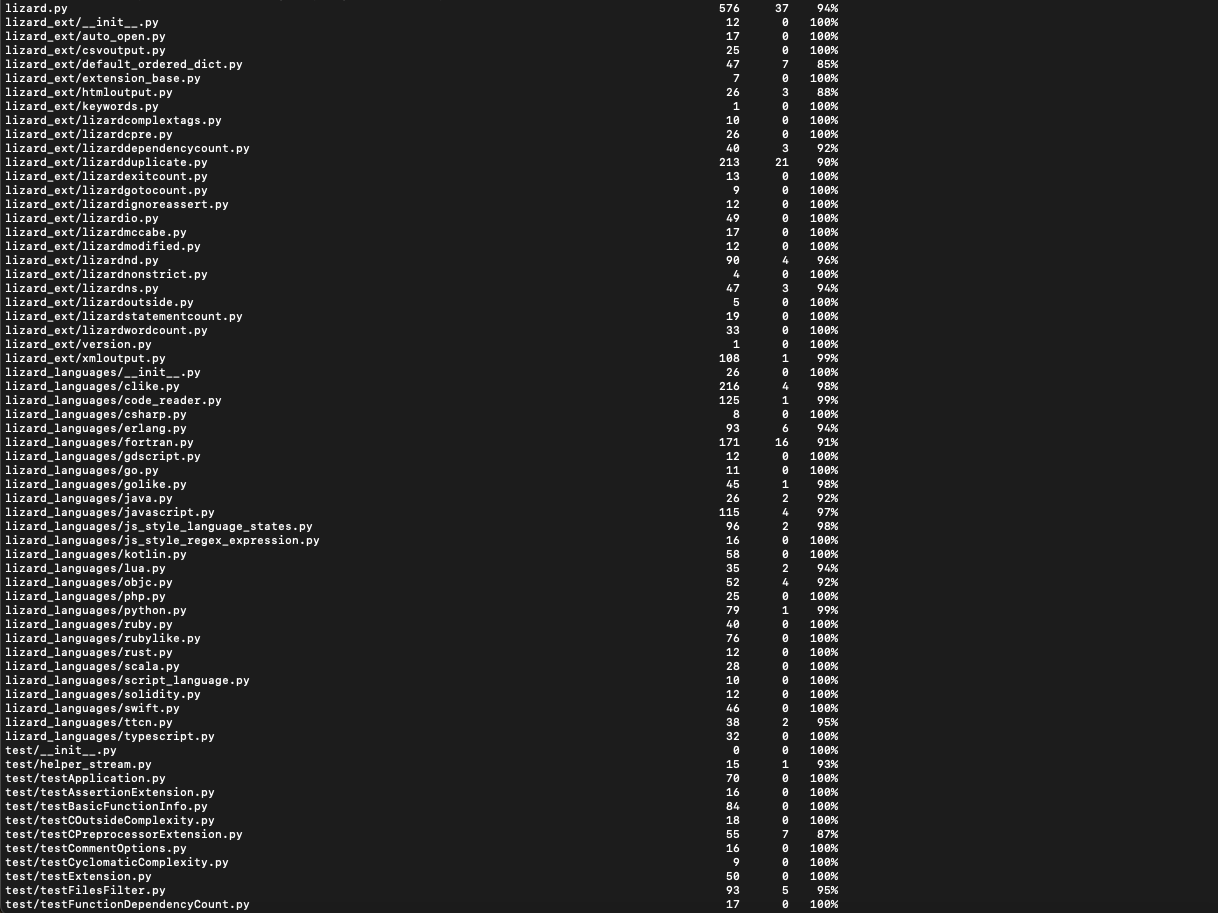 lizard.py 576 37 94%
lizard_ext/__init__.py 12 0 100%
lizard_ext/auto_open.py 17 0 100%
lizard_ext/csvoutput.py 25 0 100%
lizard_ext/default_ordered_dict.py 47 7 85%
lizard_ext/extension_base.py 7 0 100%
lizard_ext/htmloutput.py 26 3 88%
lizard_ext/keywords.py 1 0 100%
lizard_ext/lizardcomplextags.py 10 0 100%
lizard_ext/lizardcpre.py 26 0 100%
lizard_ext/lizarddependencycount.py 40 3 92%
lizard_ext/lizardduplicate.py 213 21 90%
lizard_ext/lizardexitcount.py 13 0 100%
lizard_ext/lizardgotocount.py 9 0 100%
lizard_ext/lizardignoreassert.py 12 0 100%
lizard_ext/lizardio.py 49 0 100%
lizard_ext/lizardmccabe.py 17 0 100%
lizard_ext/lizardmodified.py 12 0 100%
lizard_ext/lizardnd.py 90 4 96%
lizard_ext/lizardnonstrict.py 4 0 100%
lizard_ext/lizardns.py 47 3 94%
lizard_ext/lizardoutside.py 5 0 100%
lizard_ext/lizardstatementcount.py 19 0 100%
lizard_ext/lizardwordcount.py 33 0 100%
lizard_ext/version.py 1 0 100%
lizard_ext/xmloutput.py 108 1 99%
lizard_languages/__init__.py 26 0 100%
lizard_languages/clike.py 216 4 98%
lizard_languages/code_reader.py 125 1 99%
lizard_languages/csharp.py 8 0 100%
lizard_languages/erlang.py 93 6 94%
lizard_languages/fortran.py 171 16 91%
lizard_languages/gdscript.py 12 0 100%
lizard_languages/go.py 11 0 100%
lizard_languages/golike.py 45 1 98%
lizard_languages/java.py 26 2 92%
lizard_languages/javascript.py 115 4 97%
lizard_languages/js_style_language_states.py 96 2 98%
lizard_languages/js_style_regex_expression.py 16 0 100%
lizard_languages/kotlin.py 58 0 100%
lizard_languages/lua.py 35 2 94%
lizard_languages/objc.py 52 4 92%
lizard_languages/php.py 25 0 100%
lizard_languages/python.py 79 1 99%
lizard_languages/ruby.py 40 0 100%
lizard_languages/rubylike.py 76 0 100%
lizard_languages/rust.py 12 0 100%
lizard_languages/scala.py 28 0 100%
lizard_languages/script_language.py 10 0 100%
lizard_languages/solidity.py 12 0 100%
lizard_languages/swift.py 46 0 100%
lizard_languages/ttcn.py 38 2 95%
lizard_languages/typescript.py 32 0 100%
test/__init__.py 0 0 100%
test/helper_stream.py 15 1 93%
test/testApplication.py 70 0 100%
test/testAssertionExtension.py 16 0 100%
test/testBasicFunctionInfo.py 84 0 100%
test/testCOutsideComplexity.py 18 0 100%
test/testCPreprocessorExtension.py 55 7 87%
test/testCommentOptions.py 16 0 100%
test/testCyclomaticComplexity.py 9 0 100%
test/testExtension.py 50 0 100%
test/testFilesFilter.py 93 5 95%
test/testFunctionDependencyCount.py 17 0 100%